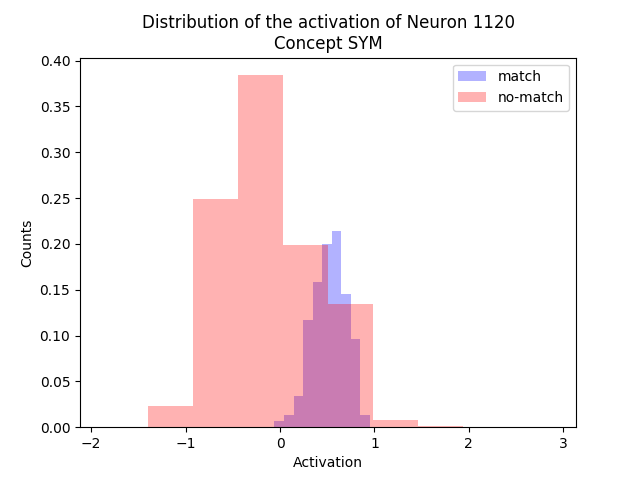 Distribution of the activation of Neuron 1120
Concept SYM
match
no-match
0.40
0.35
0.30
0.25
0.20
0.15
0.10
0.05
0.00
Counts
−2
−1
0
1
2
3
Activation